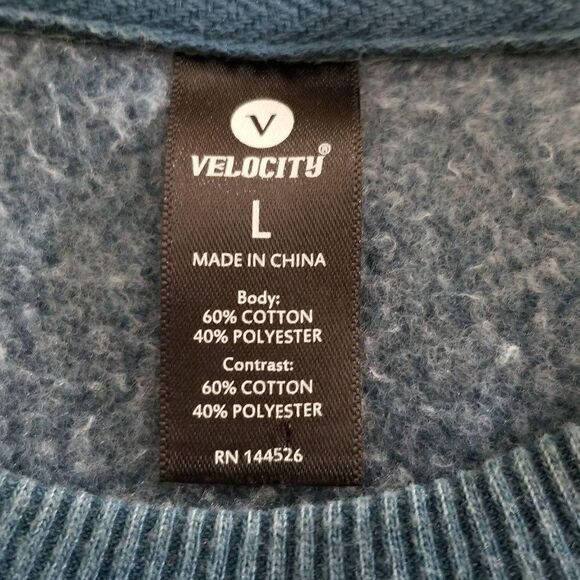 V
VELOCITY®
L
MADE IN CHINA
Body:
60% COTTON
40% POLYESTER
Contrast:
60% COTTON
40% POLYESTER
RN 144526